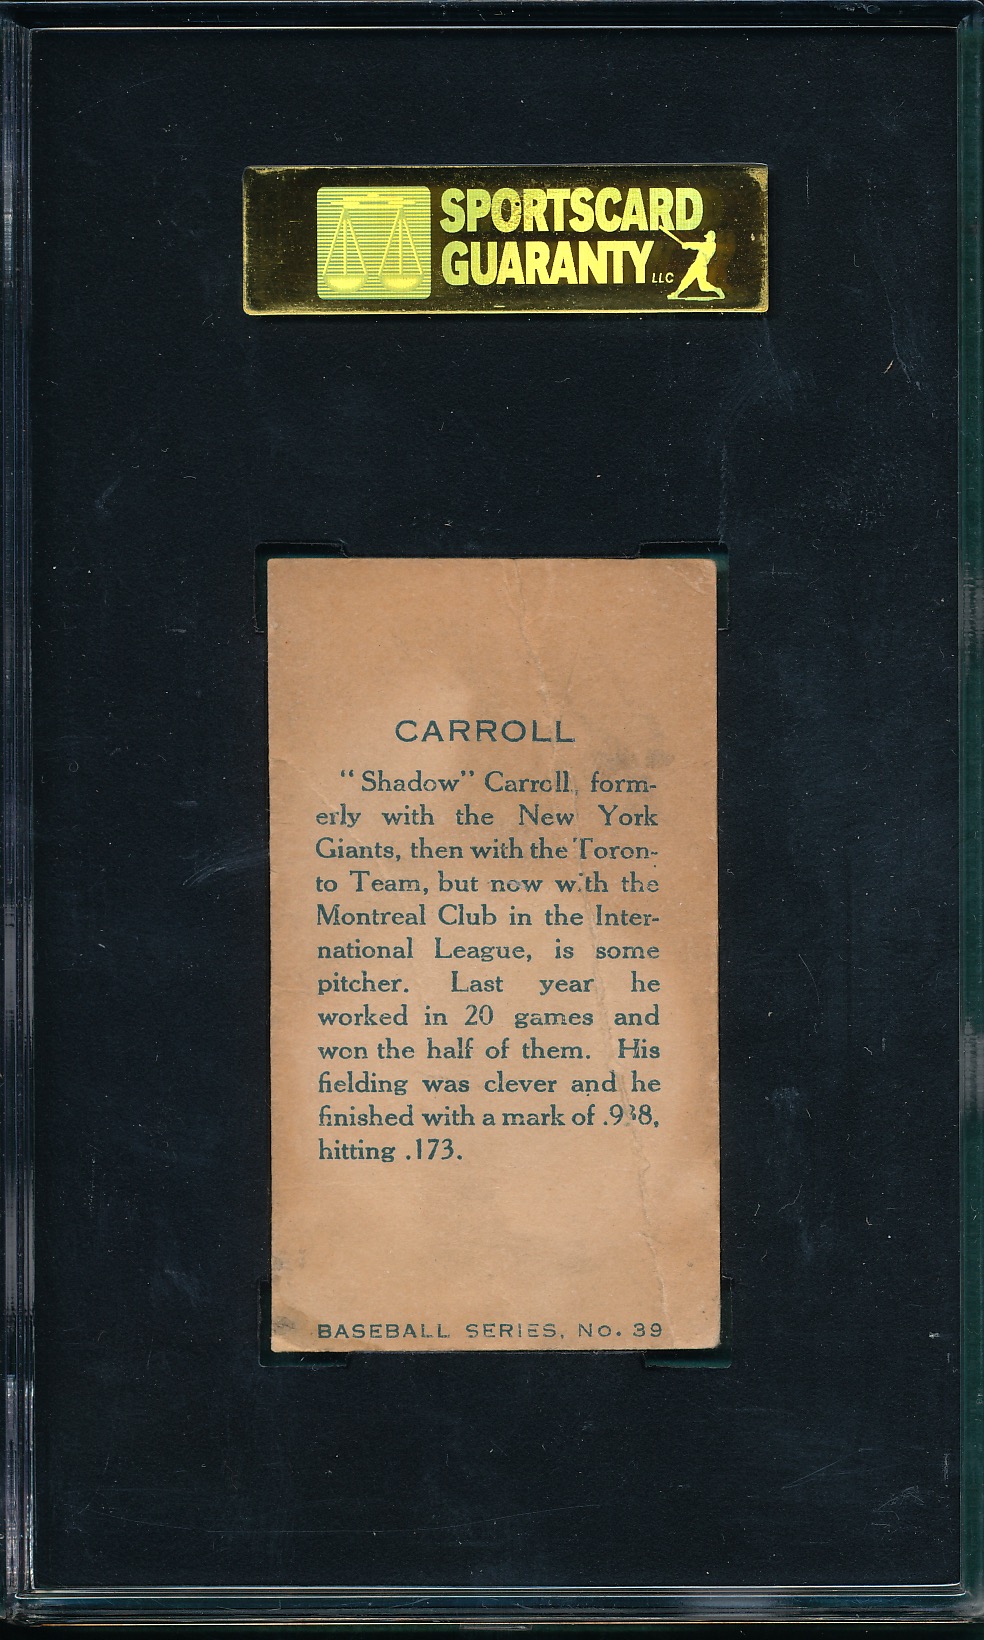 SPORTSCARD
GUARANTY LLC
CARROLL
"Shadow" Carroll, form-
erly with the New York
Giants, then with the Toron-
to Team, but now with the
Montreal Club in the Inter-
national League, is some
pitcher. Last year he
worked in 20 games and
won the half of them. His
fielding was clever and he
finished with a mark of
hitting .173.
BASEBALL SERIES, No. 39